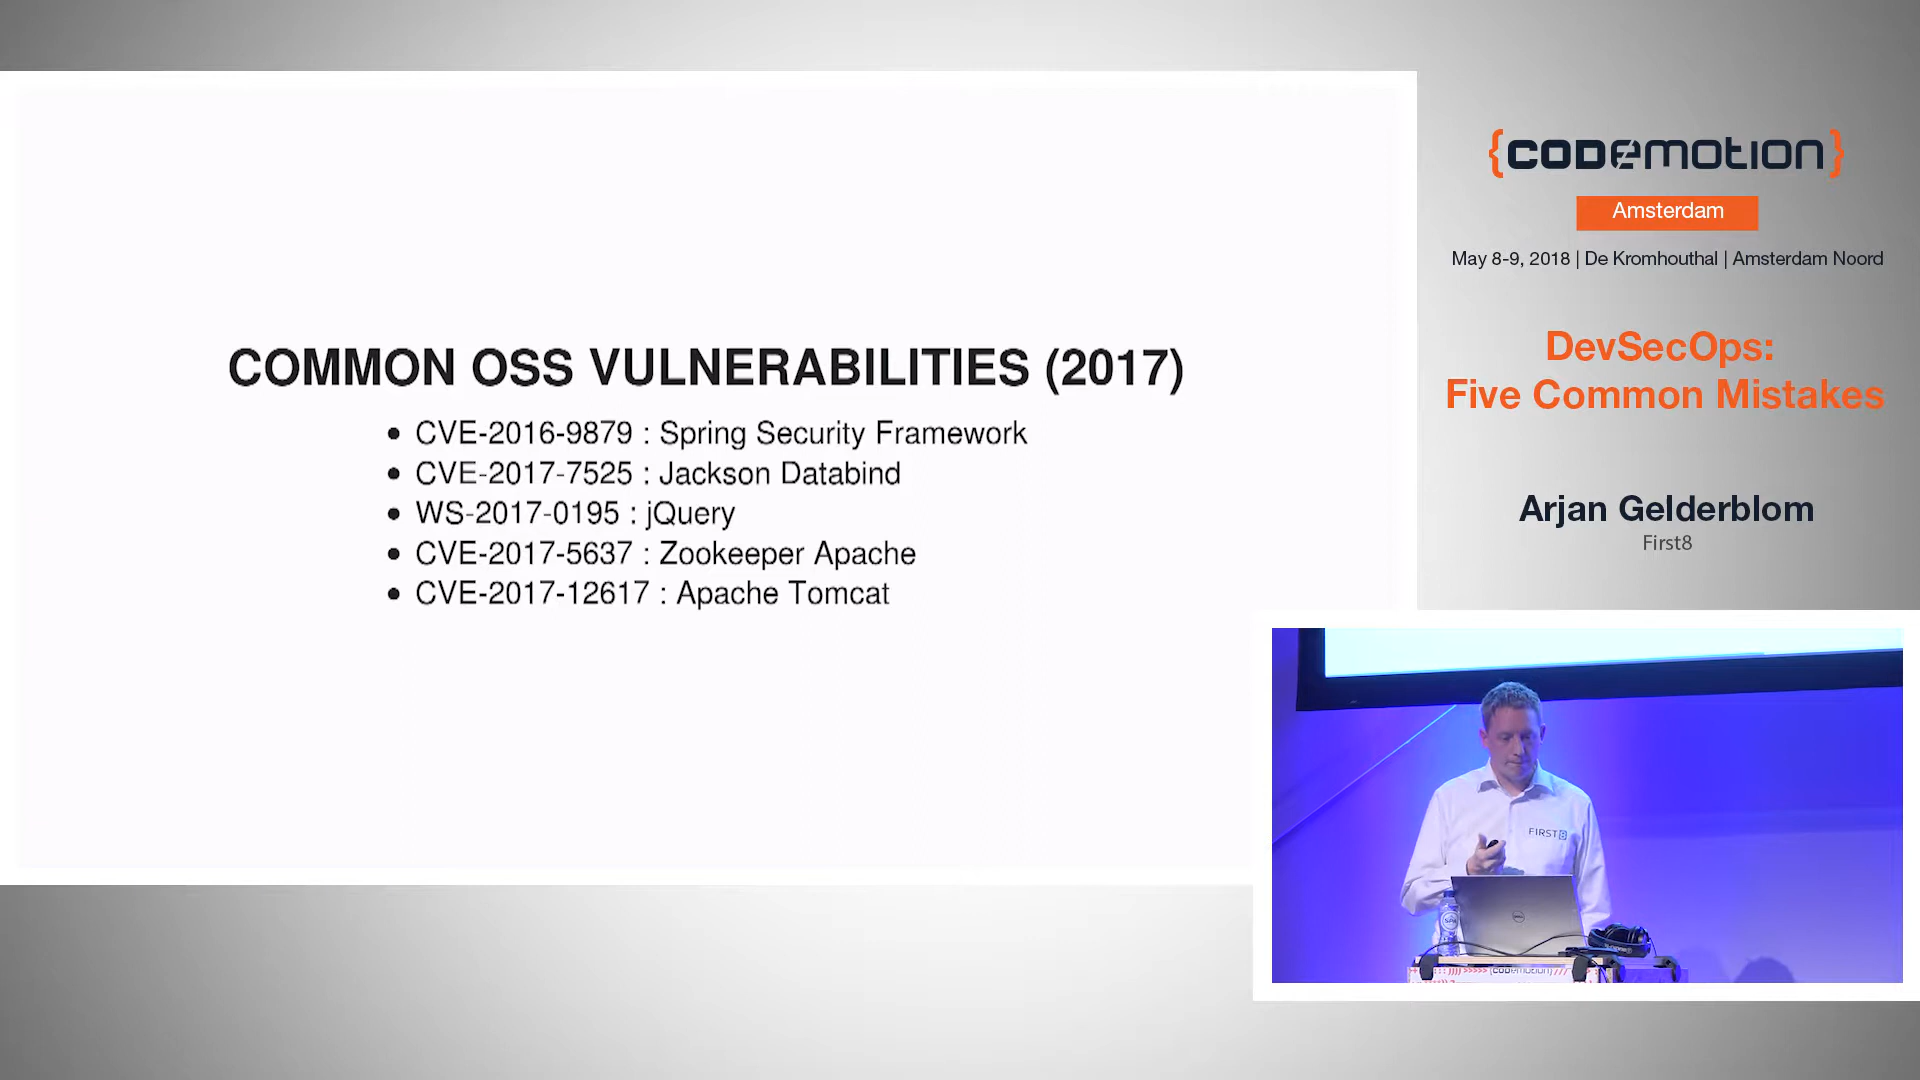 COMMON OSS VULNERABILITIES (2017)
• CVE-2016-9879 : Spring Security Framework
• CVE-2017-7525 : Jackson Databind
• WS-2017-0195 : jQuery
• CVE-2017-5637 : Zookeeper Apache
• CVE-2017-12617 : Apache Tomcat
{CODEMOTION}
Amsterdam
May 8-9, 2018 | De Kromhouthal | Amsterdam Noord
DevSecOps:
Five Common Mistakes
Arjan Gelderblom
First8
FIRST8
DELL
{CODEMOTION}